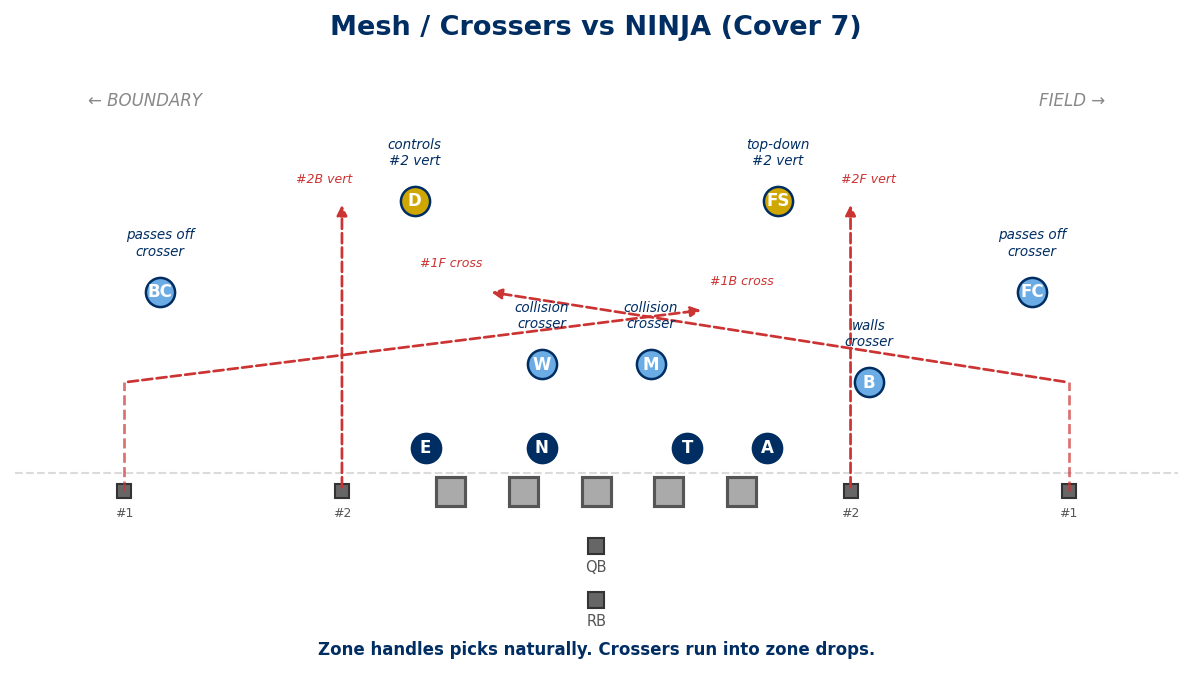 Mesh / Crossers vs NINJA (Cover 7)
← BOUNDARY
FIELD →
controls
#2 vert
top-down
#2 vert
#2B vert
#2F vert
D
FS
passes off
crosser
passes off
crosser
#1F cross
#1B cross
BC
FC
collision
crosser
collision
crosser
walls
crosser
W
M
B
E
N
T
A
#1
#2
#2
#1
QB
RB
Zone handles picks naturally. Crossers run into zone drops.